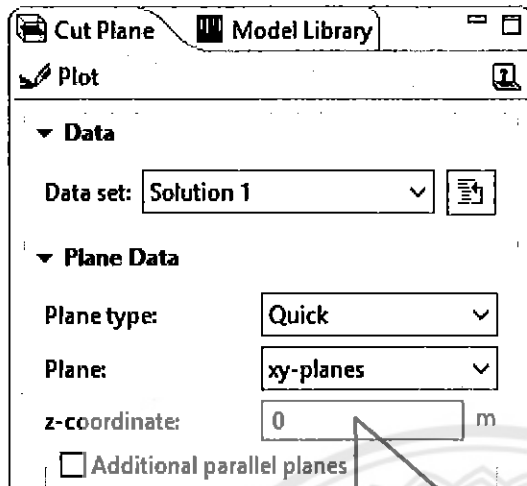 Cut Plane Model Library
Plot
Data
Data set: Solution 1
Plane Data
Plane type: Quick
Plane: xy-planes
z-coordinate: 0 m
Additional parallel planes